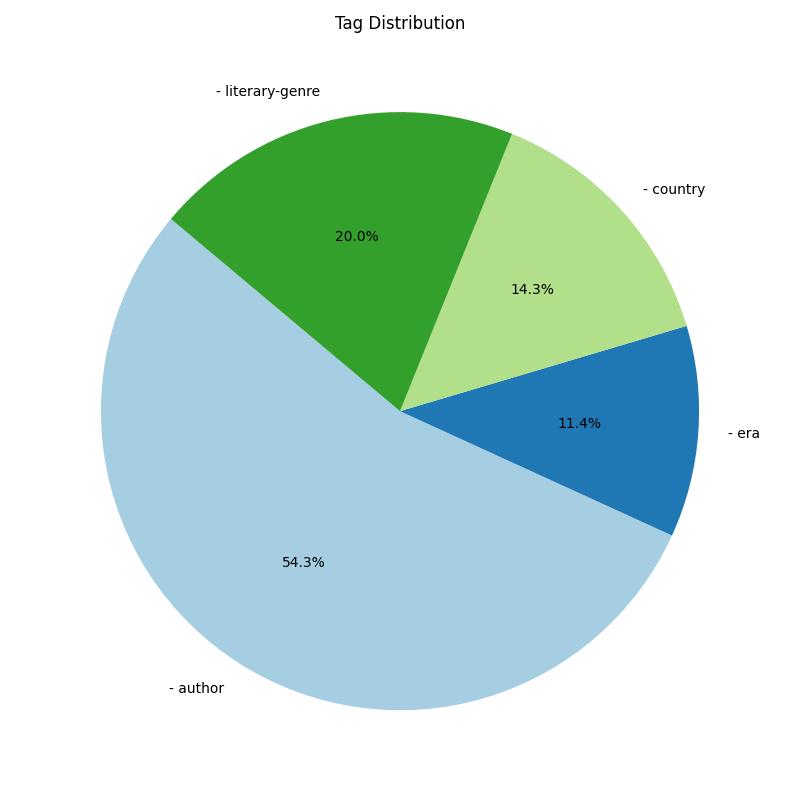 Tag Distribution
- literary-genre
- country
20.0%
14.3%
11.4%
- era
54.3%
- author